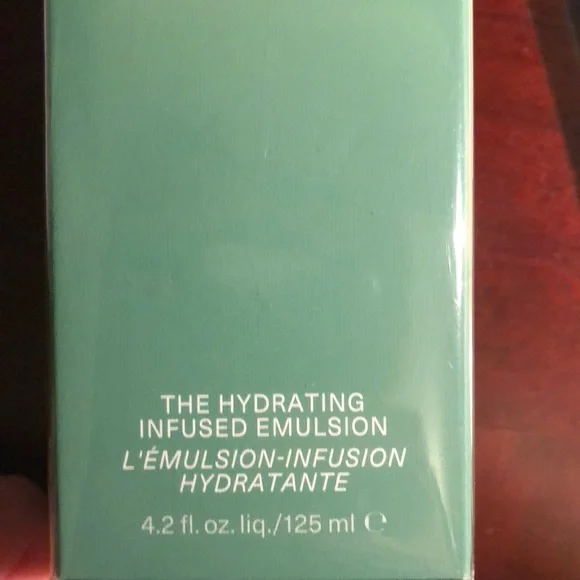 THE HYDRATING
INFUSED EMULSION
L'ÉMULSION-INFUSION
HYDRATANTE
4.2 fl. oz. liq./125 ml ℮